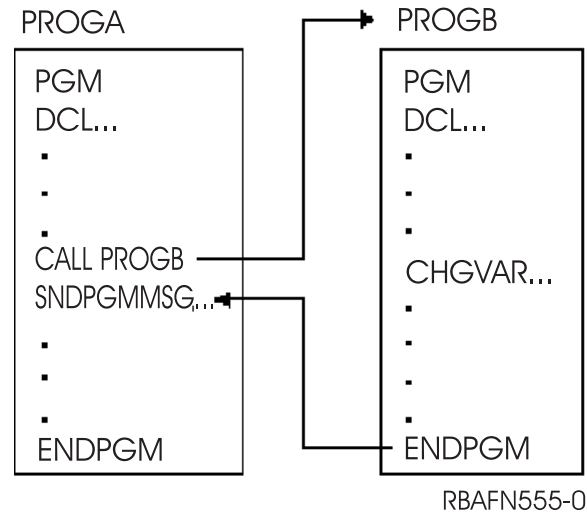 PROGA
PGM
DCL...
.
.
.
CALL PROGB
SNDPGMMSG...
.
.
.
ENDPGM
PROGB
PGM
DCL...
.
.
.
CHGVAR...
.
.
.
.
ENDPGM
RBAFN555-0